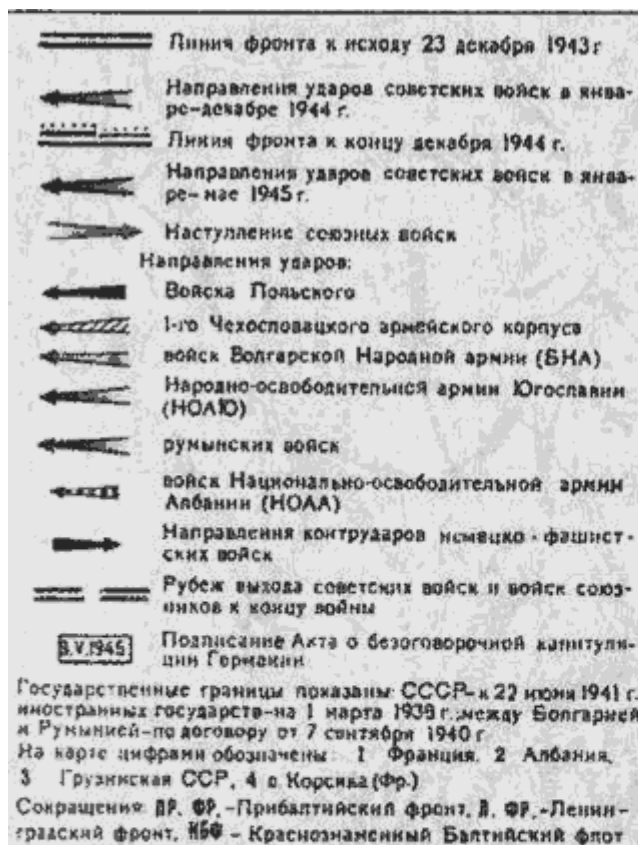 Линия фронта к исходу 23 декабря 1943 г
Направления ударов советских войск в янва-
ре-декабре 1944 г.
Линия фронта к концу декабря 1944 г.
Направления ударов советских войск в янва-
ре-мае 1945 г.
Наступление союзных войск
Направления ударов:
Войска Польского
1-го Чехословацкого армейского корпуса
войск Болгарской Народной армии (БНА)
Народно-освободительной армии Югославии
(НОАЮ)
румынских войск
войск Национально-освободительной армии
Албании (НОАА)
Направления контрударов немецко-фашист-
ских войск
Рубеж выхода советских войск и войск союз-
ников к концу войны
8.V.1945 Подписание Акта о безоговорочной капитуля-
ции Германии
Государственные границы показаны: СССР-к 22 июня 1941 г.
иностранных государств-на 1 марта 1938 г., между Болгарией
и Румынией-по договору от 7 сентября 1940 г
На карте цифрами обозначены 1 Франция, 2 Албания,
3 Грузинская ССР, 4 о Корсика (Фр.)
Сокращения: ПР. ФР.-Прибалтийский фронт, Л. ФР.-Ленин-
градский фронт, КБФ - Краснознаменный Балтийский флот